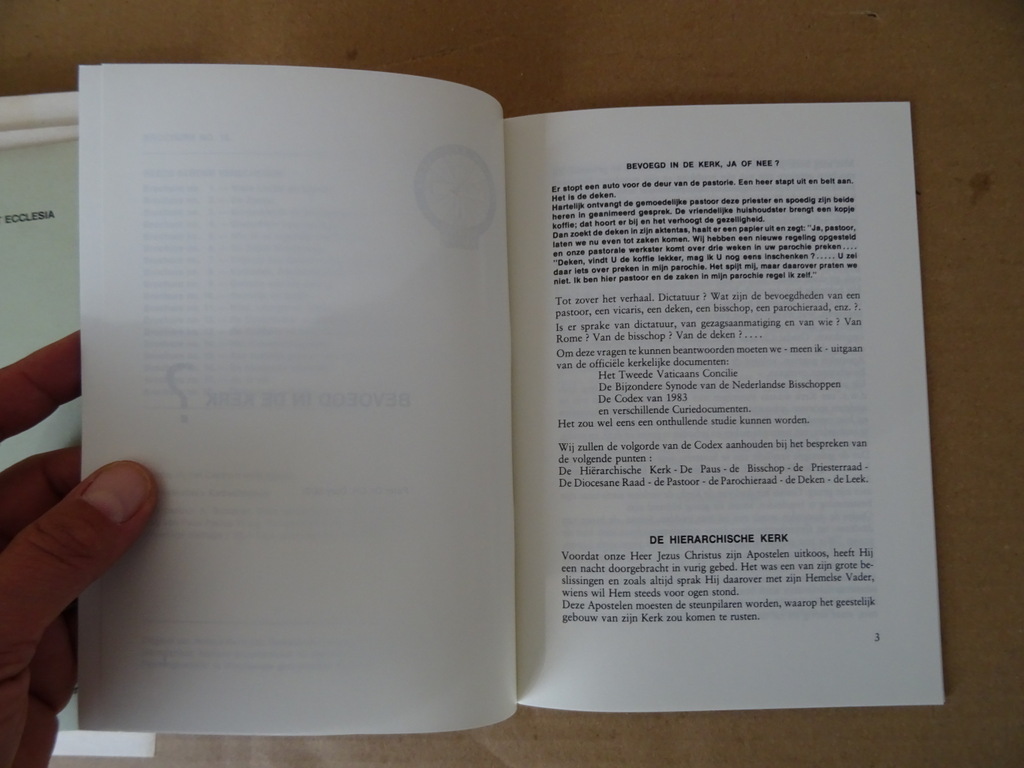 T ECCLESIA
BEVOEGD IN DE KERK
?
BEVOEGD IN DE KERK, JA OF NEE ?
Er stopt een auto voor de deur van de pastorie. Een heer stapt uit en belt aan.
Het is de deken.
Hartelijk ontvangt de gemoedelijke pastoor deze priester en spoedig zijn beide
heren in geanimeerd gesprek. De vriendelijke huishoudster brengt een kopje
koffie; dat hoort er bij en het verhoogt de gezelligheid.
Dan zoekt de deken in zijn aktentas, haalt er een papier uit en zegt: "Ja, pastoor,
laten we nu even tot zaken komen. Wij hebben een nieuwe regeling opgesteld
en onze pastorale werkster komt over drie weken in uw parochie preken....
"Deken, vindt U de koffie lekker, mag ik U nog eens inschenken ?..... U zei
daar iets over preken in mijn parochie. Het spijt mij, maar daarover praten we
niet. Ik ben hier pastoor en de zaken in mijn parochie regel ik zelf."
Tot zover het verhaal. Dictatuur ? Wat zijn de bevoegdheden van een
pastoor, een vicaris, een deken, een bisschop, een parochieraad, enz. ?.
Is er sprake van dictatuur, van gezagsaanmatiging en van wie ? Van
Rome ? Van de bisschop ? Van de deken ?....
Om deze vragen te kunnen beantwoorden moeten we - meen ik - uitgaan
van de officiële kerkelijke documenten:
Het Tweede Vaticaans Concilie
De Bijzondere Synode van de Nederlandse Bisschoppen
De Codex van 1983
en verschillende Curiedocumenten.
Het zou wel eens een onthullende studie kunnen worden.
Wij zullen de volgorde van de Codex aanhouden bij het bespreken van
de volgende punten :
De Hiërarchische Kerk - De Paus - de Bisschop - de Priesterraad -
De Diocesane Raad - de Pastoor - de Parochieraad - de Deken - de Leek.
DE HIERARCHISCHE KERK
Voordat onze Heer Jezus Christus zijn Apostelen uitkoos, heeft Hij
een nacht doorgebracht in vurig gebed. Het was een van zijn grote be-
slissingen en zoals altijd sprak Hij daarover met zijn Hemelse Vader,
wiens wil Hem steeds voor ogen stond.
Deze Apostelen moesten de steunpilaren worden, waarop het geestelijk
gebouw van zijn Kerk zou komen te rusten.
3